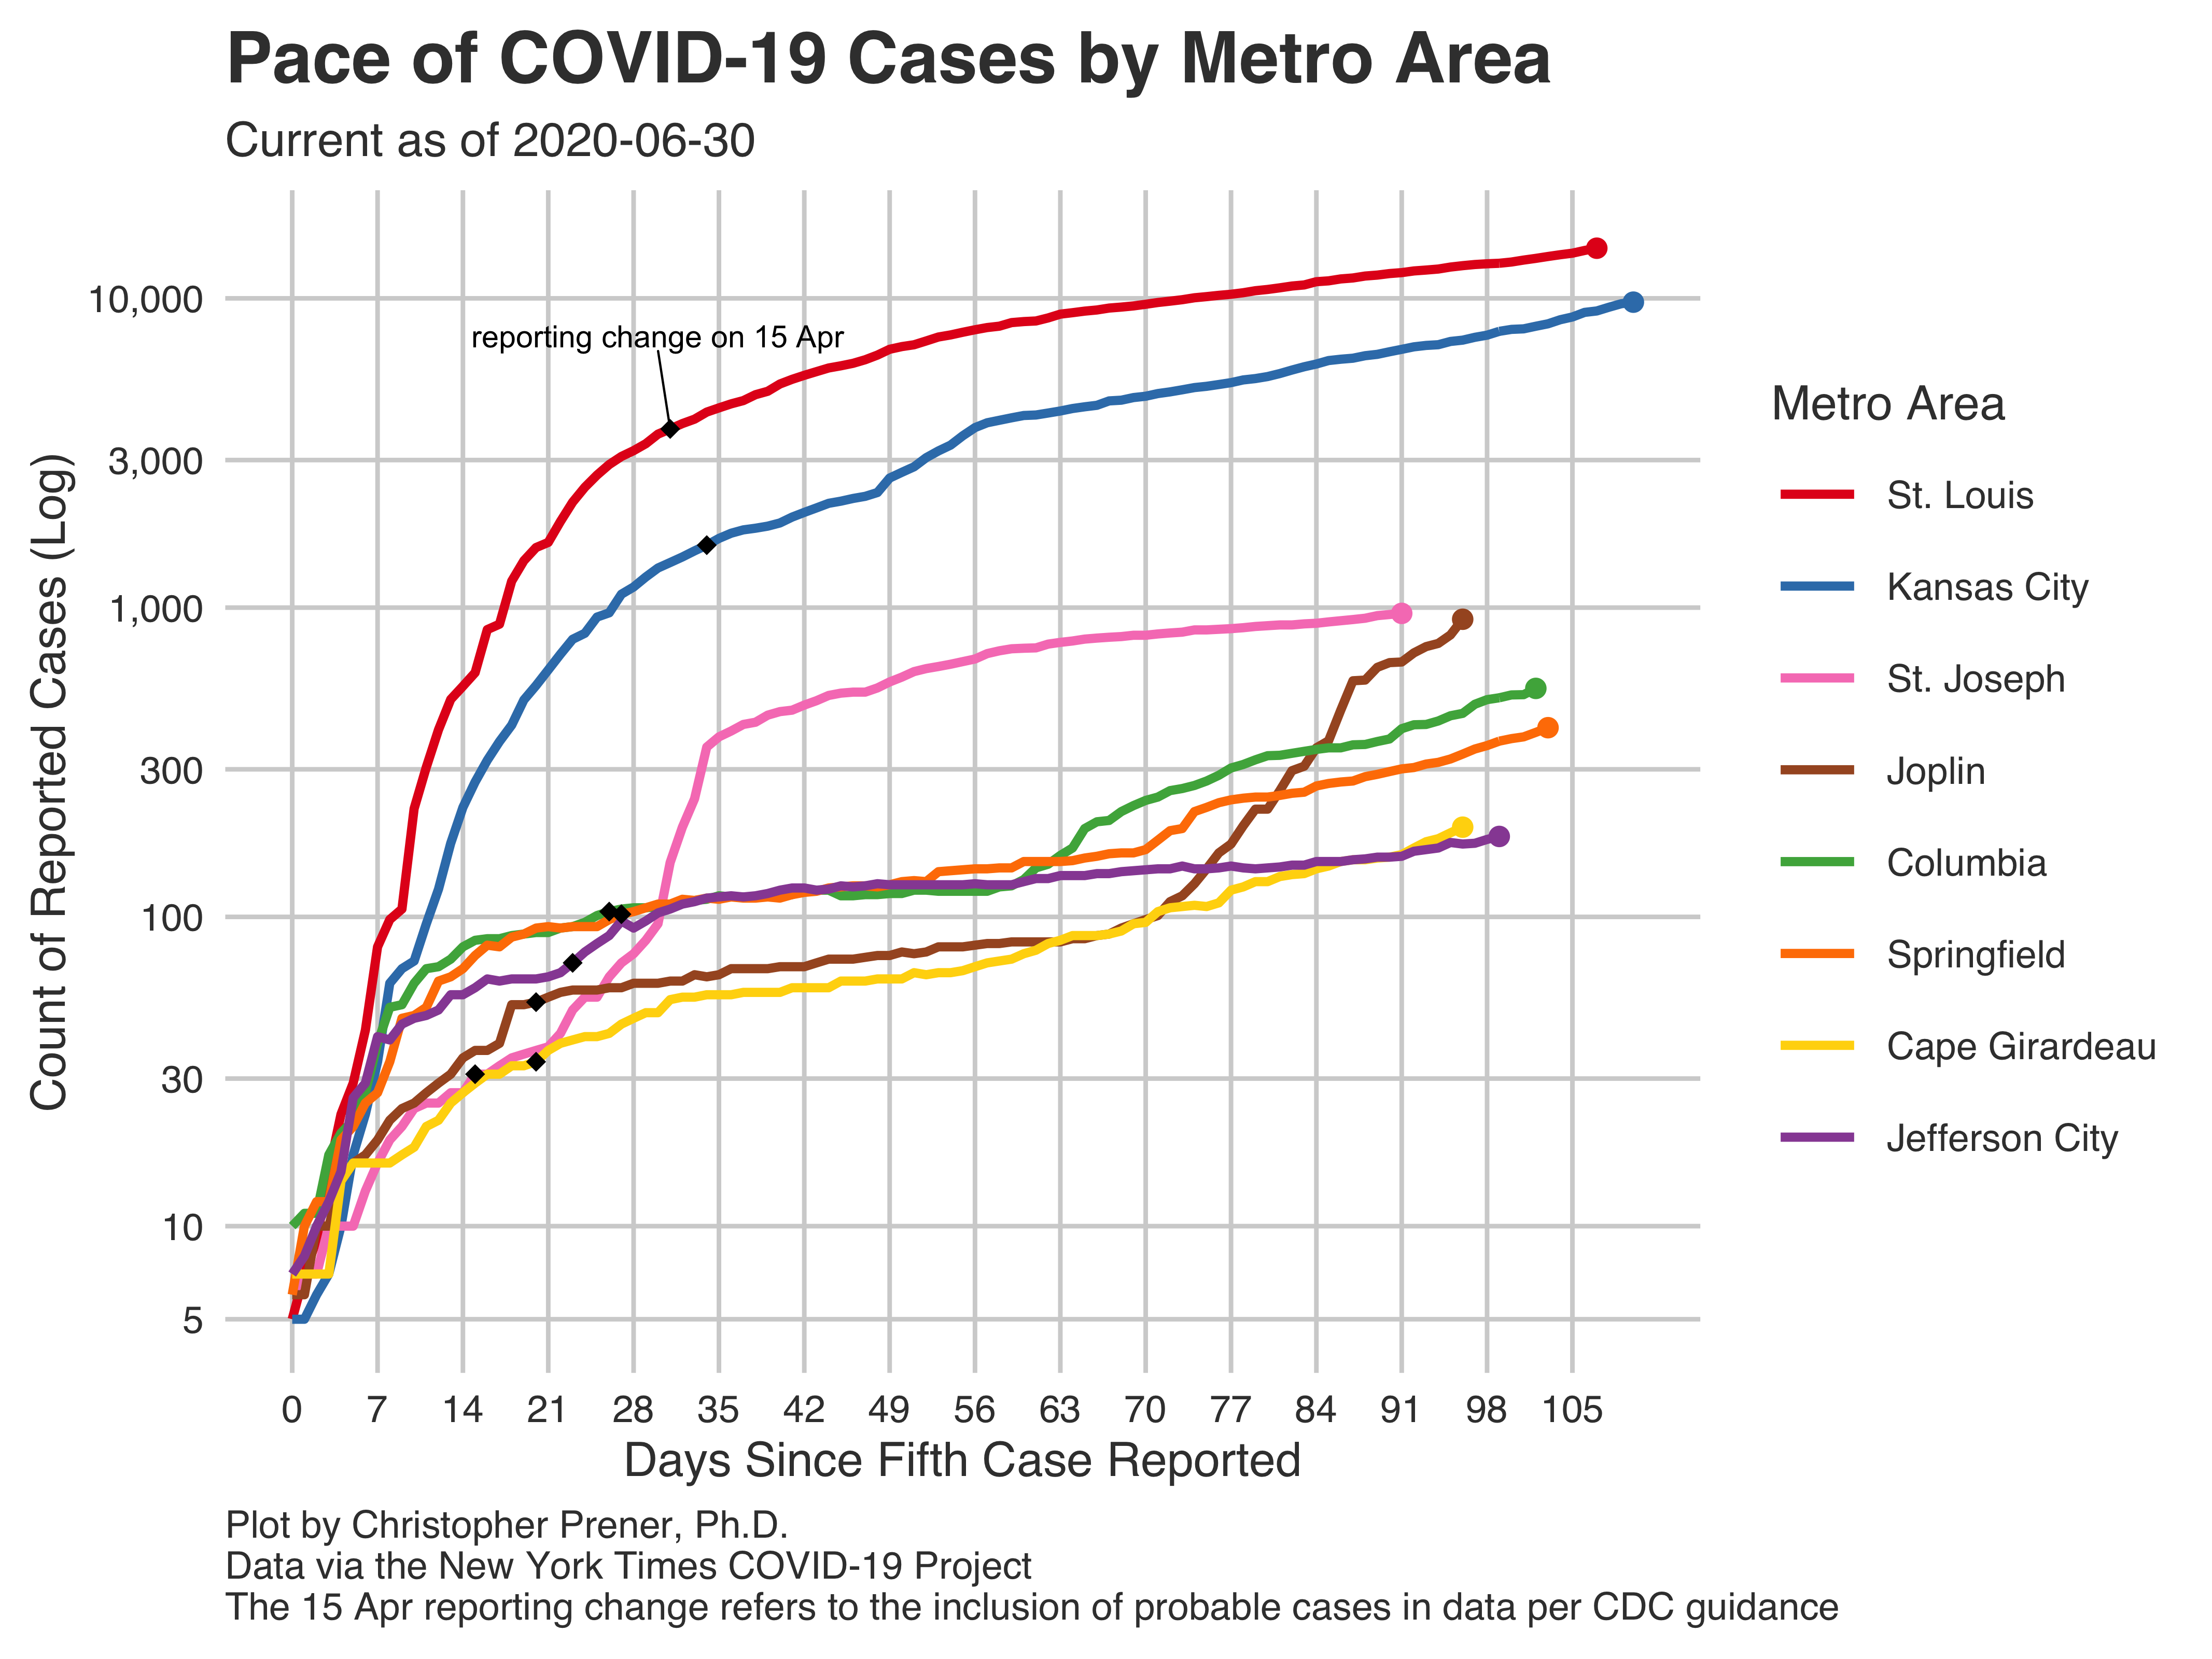 Pace of COVID-19 Cases by Metro Area
Current as of 2020-06-30
Count of Reported Cases (Log)
10,000
3,000
1,000
300
100
30
10
5
reporting change on 15 Apr
0 7 14 21 28 35 42 49 56 63 70 77 84 91 98 105
Days Since Fifth Case Reported
Metro Area
St. Louis
Kansas City
St. Joseph
Joplin
Columbia
Springfield
Cape Girardeau
Jefferson City
Plot by Christopher Prener, Ph.D.
Data via the New York Times COVID-19 Project
The 15 Apr reporting change refers to the inclusion of probable cases in data per CDC guidance